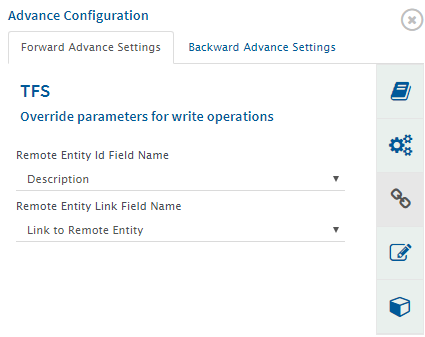 Advance Configuration
Forward Advance Settings
Backward Advance Settings
TFS
Override parameters for write operations
Remote Entity Id Field Name
Description
Remote Entity Link Field Name
Link to Remote Entity